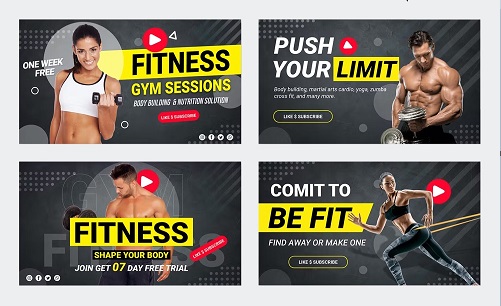 ONE WEEK
FREE
FITNESS
GYM SESSIONS
BODY BUILDING & NUTRITION SOLUTION
LIKE $ SUBSCRIBE
PUSH
YOUR LIMIT
Body building, martial arts cardio, yoga, zumba
cross fit, and many more.
LIKE $ SUBSCRIBE
GYM
FITNESS
FITNESS
SHAPE YOUR BODY
JOIN GET 07 DAY FREE TRIAL
LIKE $ SUBSCRIBE
COMIT TO
BE FIT
FIND AWAY OR MAKE ONE
LIKE $ SUBSCRIBE